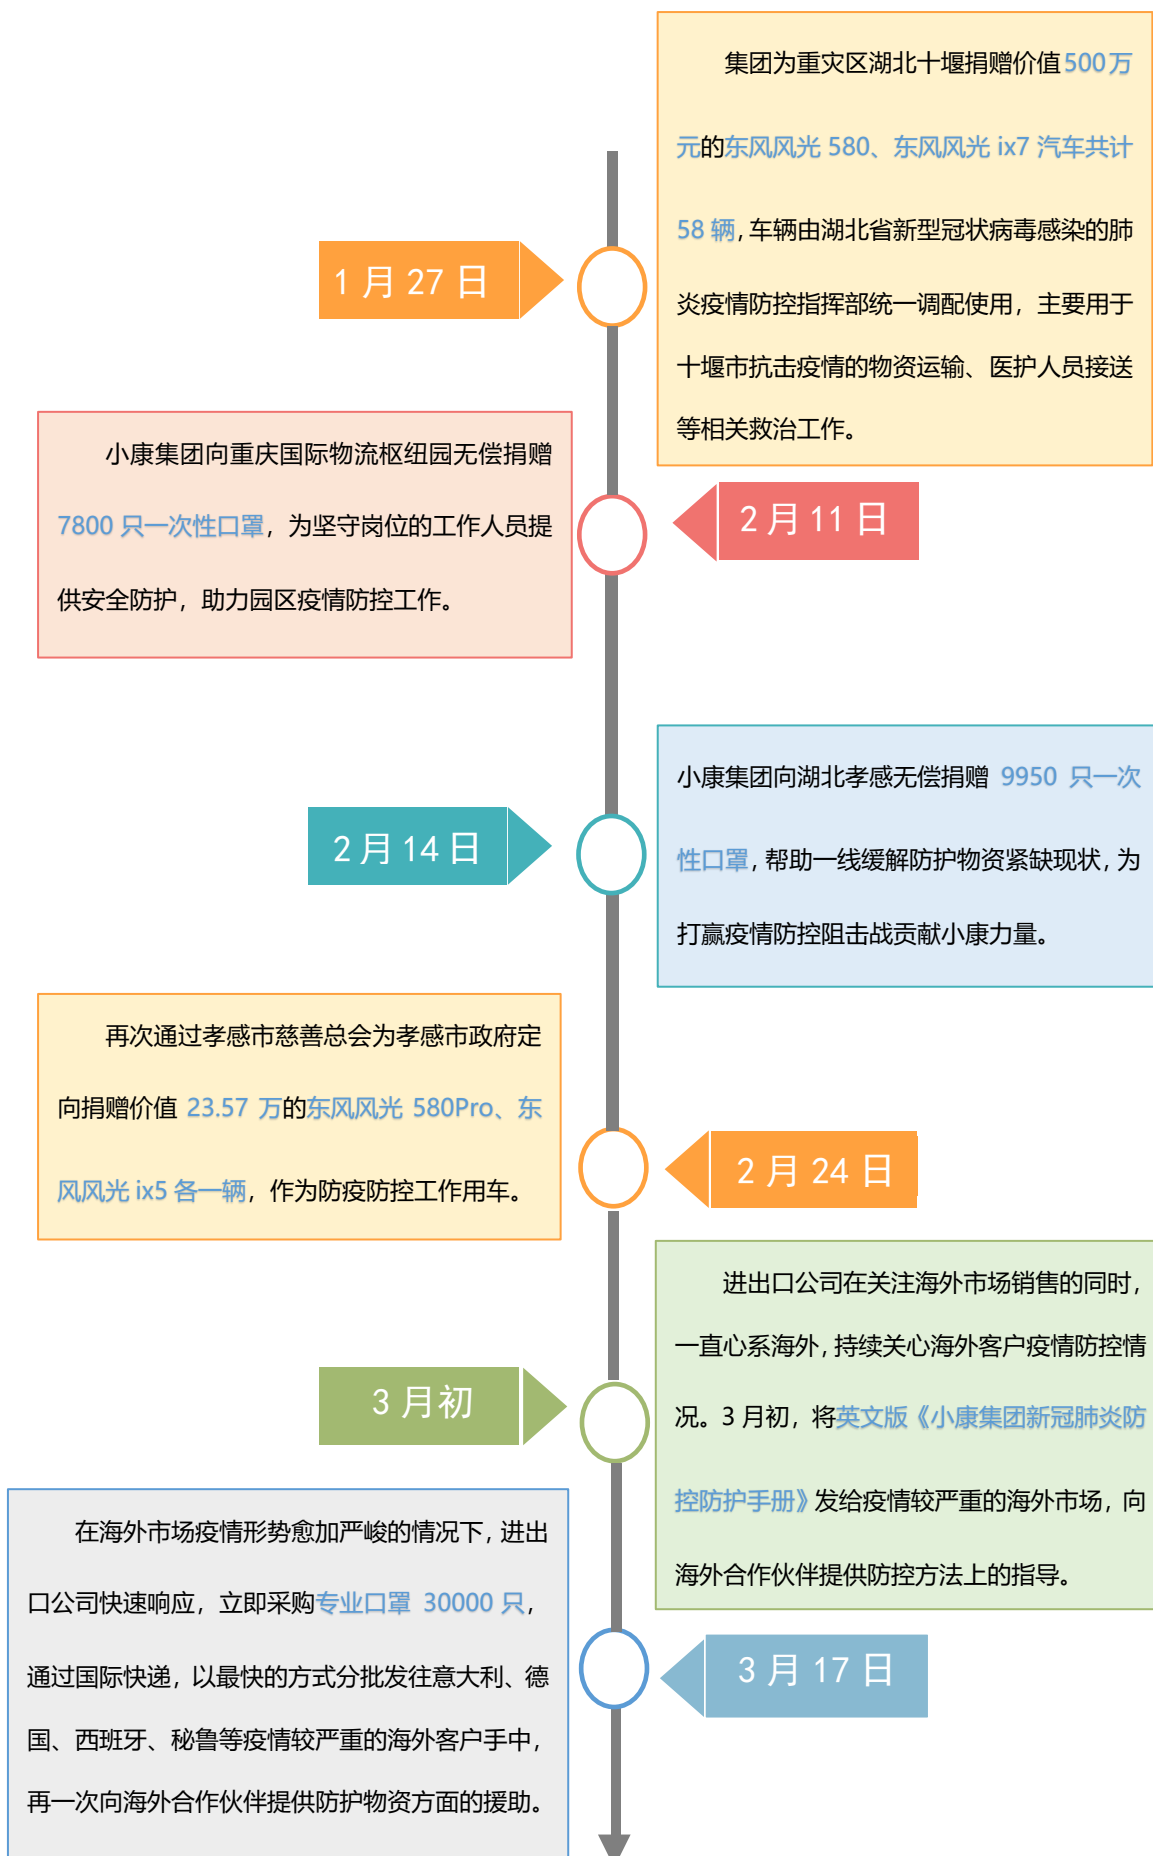 集团为重灾区湖北十堰捐赠价值500万
元的东风风光 580、东风风光 ix7 汽车共计
58 辆，车辆由湖北省新型冠状病毒感染的肺
炎疫情防控指挥部统一调配使用，主要用于
十堰市抗击疫情的物资运输、医护人员接送
等相关救治工作。
1 月 27 日
小康集团向重庆国际物流枢纽园无偿捐赠
7800 只一次性口罩，为坚守岗位的工作人员提
供安全防护，助力园区疫情防控工作。
2 月 11 日
小康集团向湖北孝感无偿捐赠 9950 只一次
性口罩，帮助一线缓解防护物资紧缺现状，为
打赢疫情防控阻击战贡献小康力量。
2 月 14 日
再次通过孝感市慈善总会为孝感市政府定
向捐赠价值 23.57 万的东风风光 580Pro、东
风风光 ix5 各一辆，作为防疫防控工作用车。
2 月 24 日
进出口公司在关注海外市场销售的同时，
一直心系海外，持续关心海外客户疫情防控情
况。3 月初，将英文版《小康集团新冠肺炎防
控防护手册》发给疫情较严重的海外市场，向
海外合作伙伴提供防控方法上的指导。
3 月初
在海外市场疫情形势愈加严峻的情况下，进出
口公司快速响应，立即采购专业口罩 30000 只，
通过国际快递，以最快的方式分批发往意大利、德
国、西班牙、秘鲁等疫情较严重的海外客户手中，
再一次向海外合作伙伴提供防护物资方面的援助。
3 月 17 日